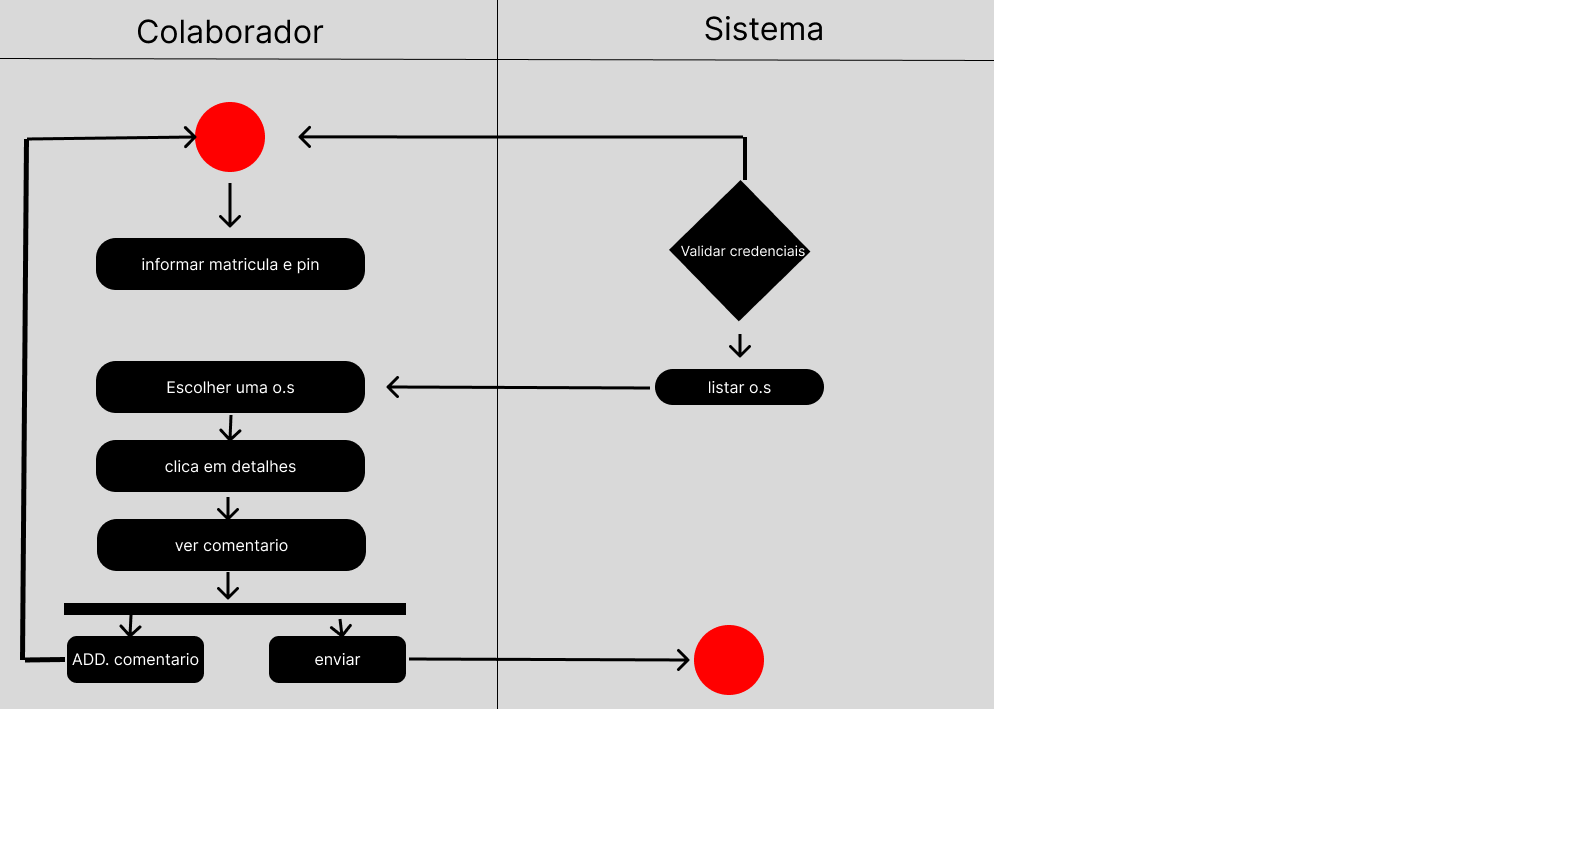 Colaborador
Sistema
informar matricula e pin
Validar credenciais
Escolher uma o.s
listar o.s
clica em detalhes
ver comentario
ADD. comentario
enviar